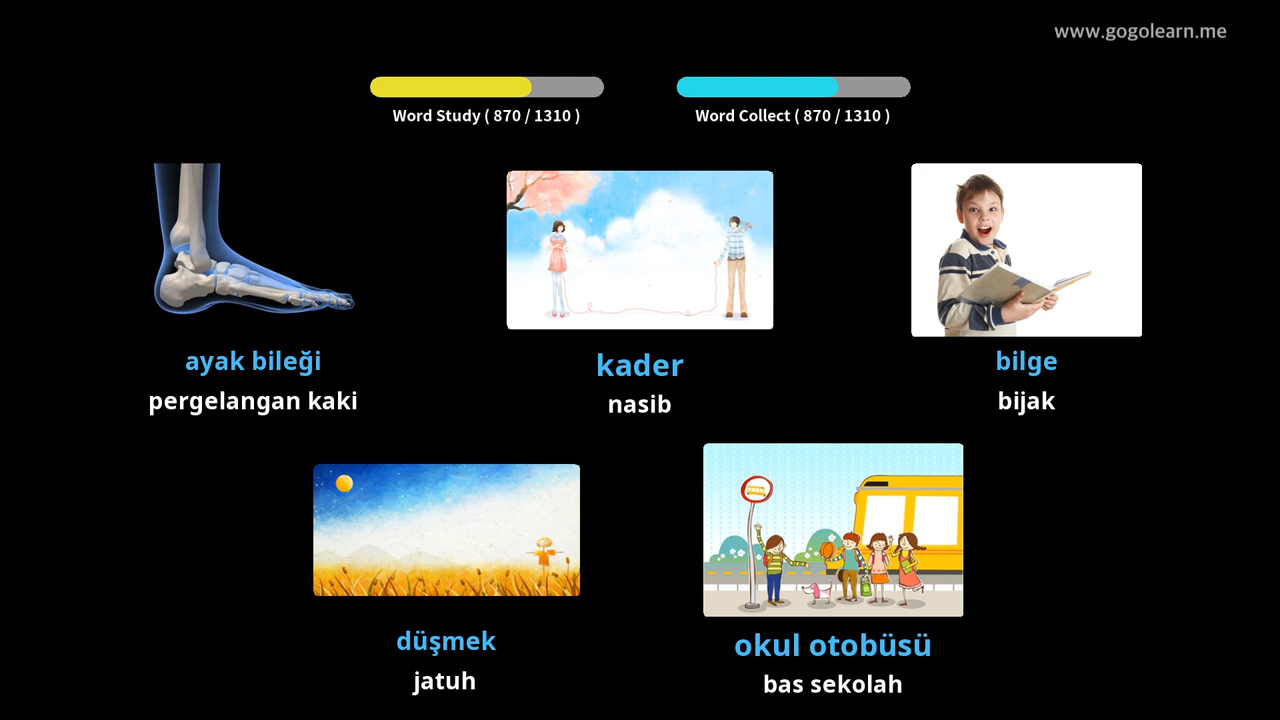 www.gogolearn.me
Word Study ( 870 / 1310 )
Word Collect ( 870 / 1310 )
ayak bileği
pergelangan kaki
kader
nasib
bilge
bijak
düşmek
jatuh
okul otobüsü
bas sekolah